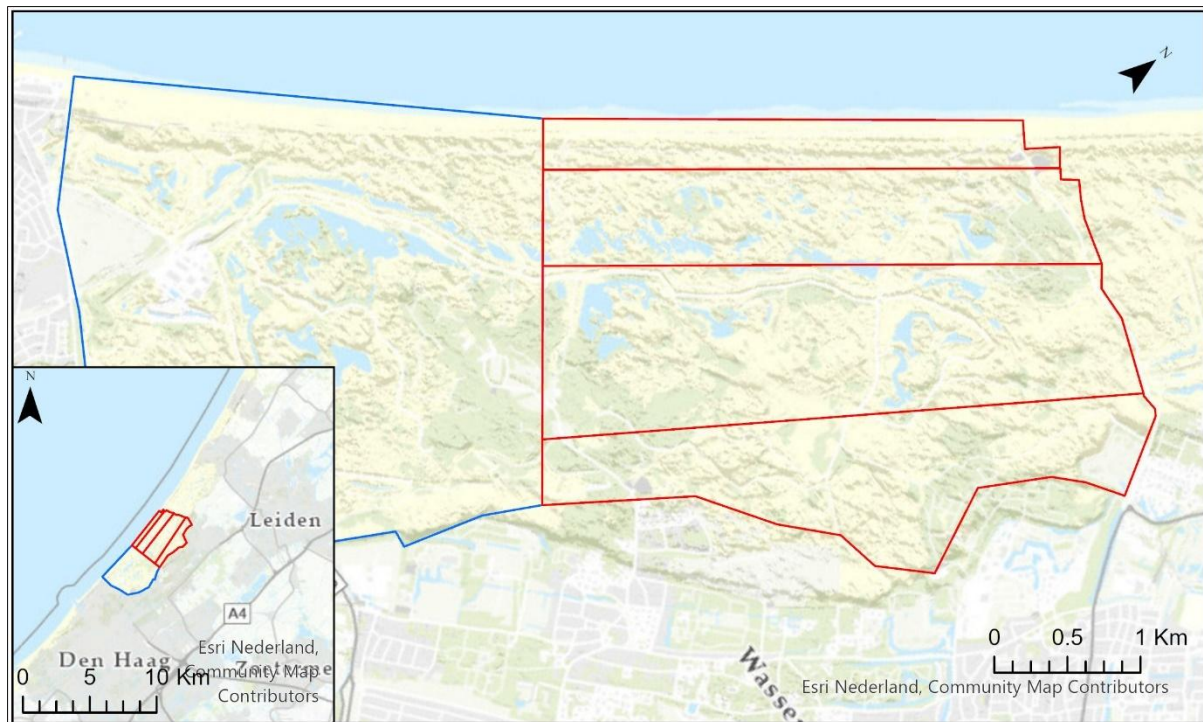 N
N
Leiden
A4
Esri Nederland,
Den Haag
Community Map
Contributors
0 5 10 Km
0 0.5 1 Km
Esri Nederland, Community Map Contributors